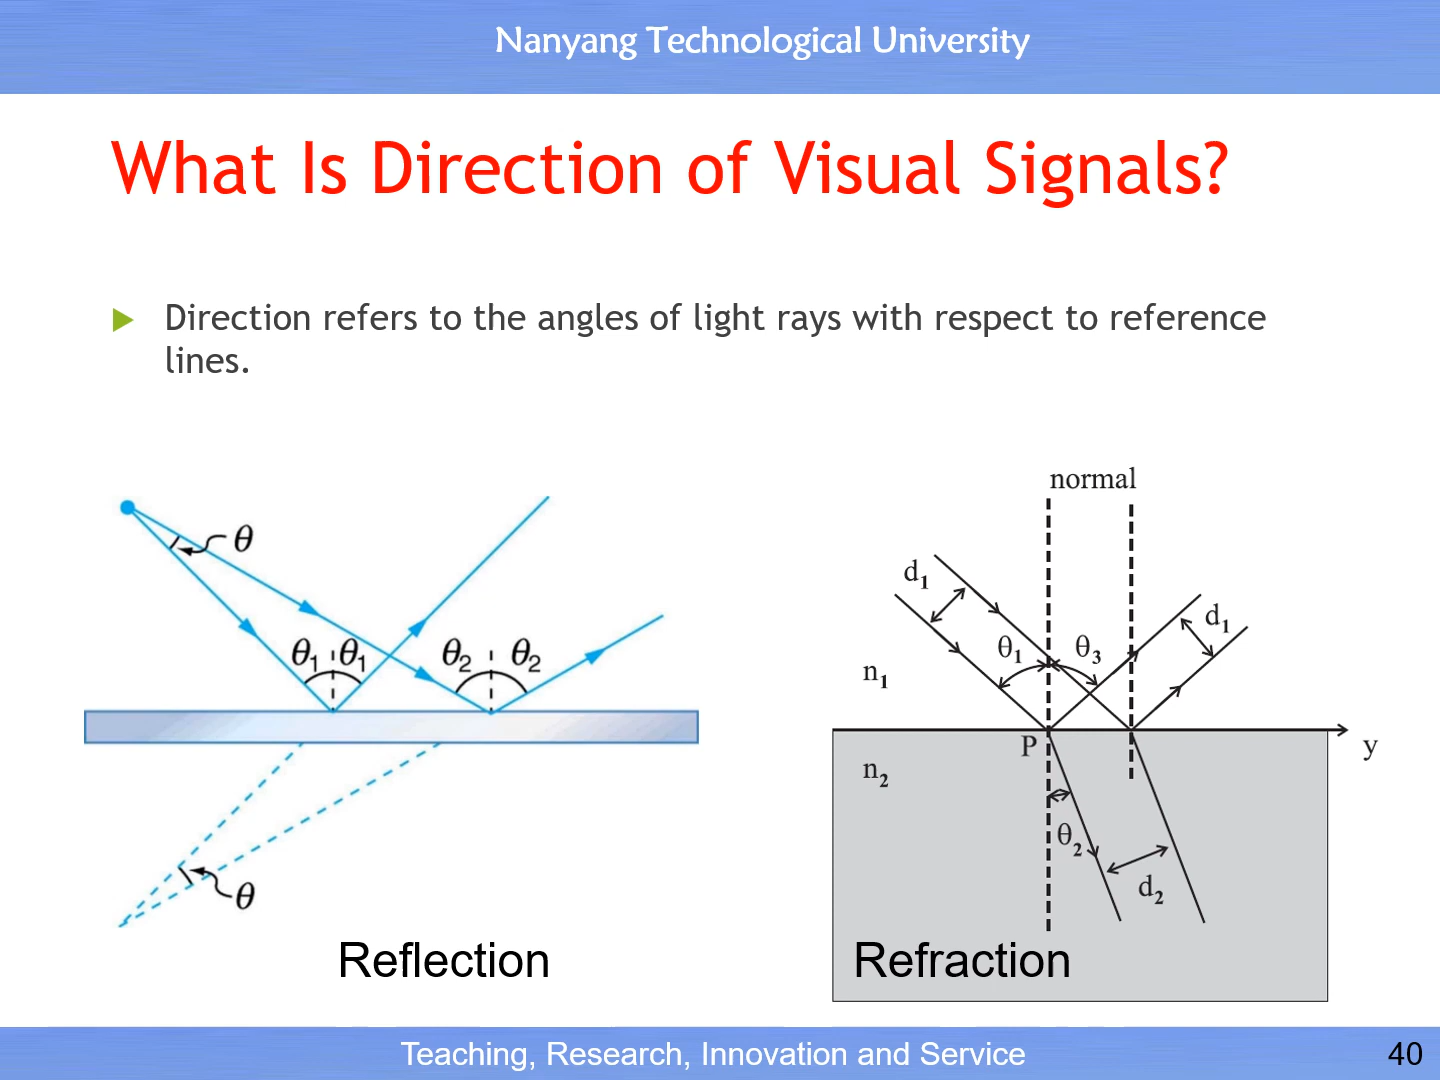 Nanyang Technological University
What Is Direction of Visual Signals?
Direction refers to the angles of light rays with respect to reference
lines.
θ
θ₁ θ₁ θ₂ θ₂
θ
Reflection
normal
d₁
d₁
θ₁ θ₃
n₁
P
y
n₂
θ₂
d₂
Refraction
Teaching, Research, Innovation and Service
40